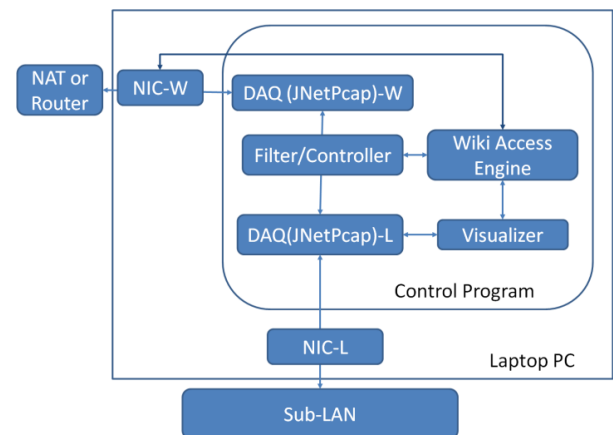 NAT or
Router
NIC-W
DAQ (JNetPcap)-W
Filter/Controller
Wiki Access
Engine
DAQ(JNetPcap)-L
Visualizer
Control Program
NIC-L
Laptop PC
Sub-LAN